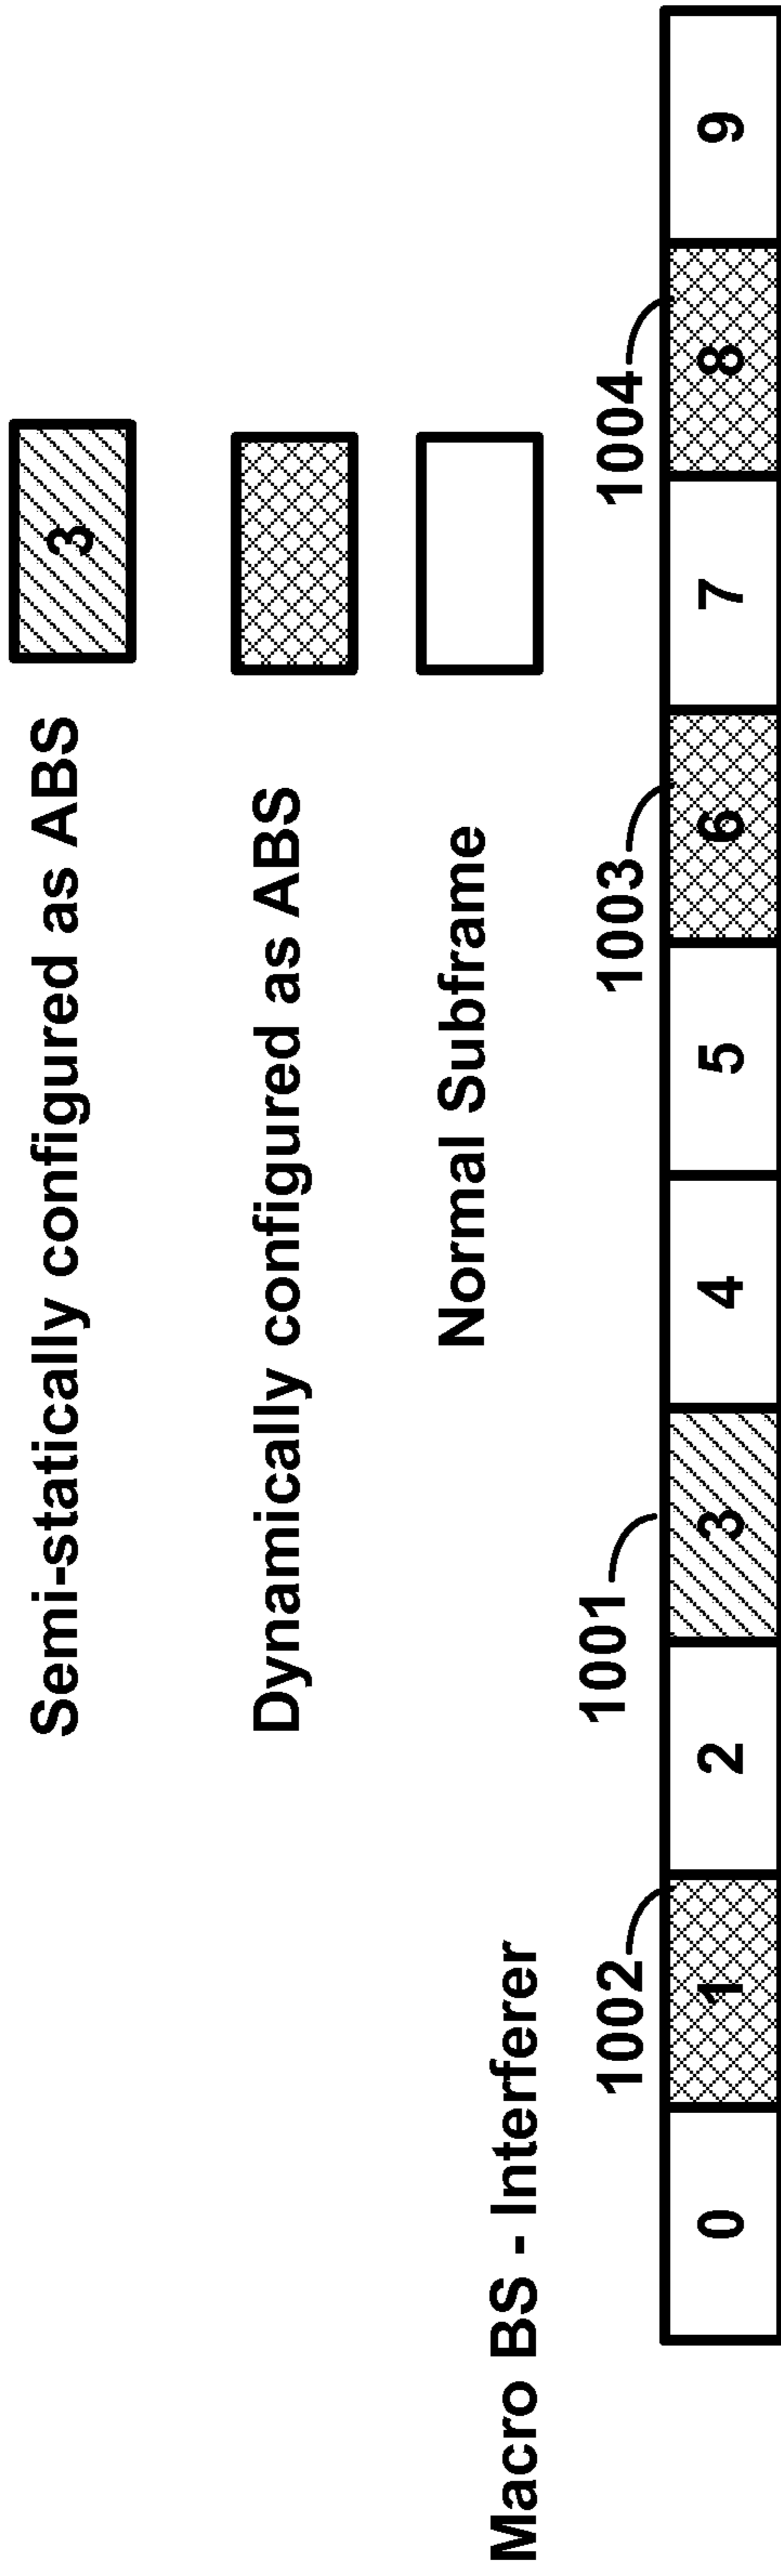 Semi-statically configured as ABS
3
Dynamically configured as ABS
Normal Subframe
Macro BS - Interferer
1002
1001
1003
1004
0 1 2 3 4 5 6 7 8 9